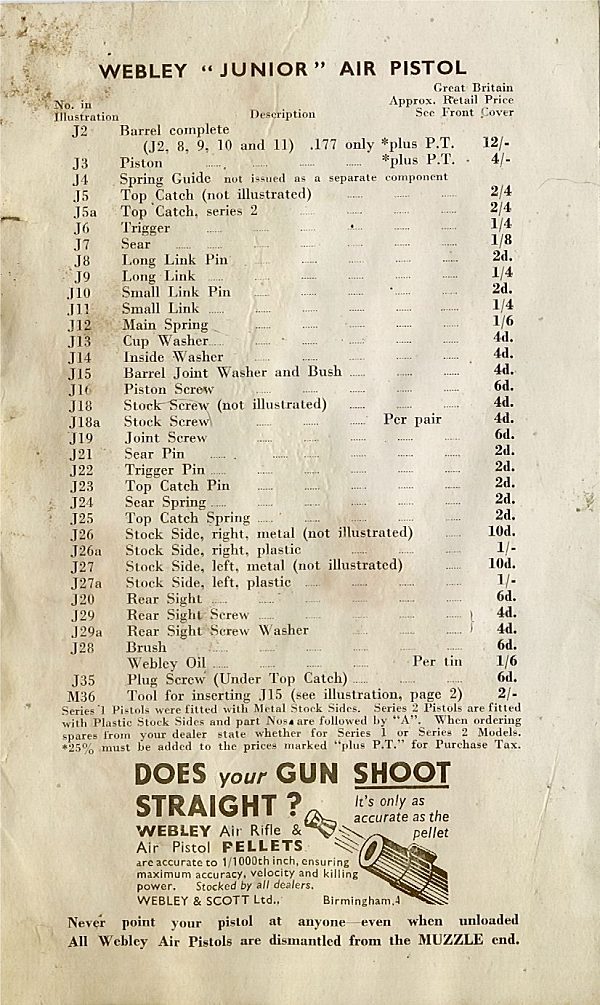 WEBLEY “JUNIOR” AIR PISTOL
Great Britain
No. in Approx. Retail Price
Illustration Description See Front Cover
J2 Barrel complete
(J2, 8, 9, 10 and 11) .177 only *plus P.T. 12/-
J3 Piston *plus P.T. 4/-
J4 Spring Guide not issued as a separate component
J5 Top Catch (not illustrated) 2/4
J5a Top Catch, series 2 2/4
J6 Trigger 1/4
J7 Sear 1/8
J8 Long Link Pin 2d.
J9 Long Link 1/4
J10 Small Link Pin 2d.
J11 Small Link 1/4
J12 Main Spring 1/6
J13 Cup Washer 4d.
J14 Inside Washer 4d.
J15 Barrel Joint Washer and Bush 4d.
J16 Piston Screw 6d.
J18 Stock Screw (not illustrated) 4d.
J18a Stock Screw Per pair 4d.
J19 Joint Screw 6d.
J21 Sear Pin 2d.
J22 Trigger Pin 2d.
J23 Top Catch Pin 2d.
J24 Sear Spring 2d.
J25 Top Catch Spring 2d.
J26 Stock Side, right, metal (not illustrated) 10d.
J26a Stock Side, right, plastic 1/-
J27 Stock Side, left, metal (not illustrated) 10d.
J27a Stock Side, left, plastic 1/-
J20 Rear Sight 6d.
J29 Rear Sight Screw } 4d.
J29a Rear Sight Screw Washer } 4d.
J28 Brush 6d.
Webley Oil Per tin 1/6
J35 Plug Screw (Under Top Catch) 6d.
M36 Tool for inserting J15 (see illustration, page 2) 2/-
Series 1 Pistols were fitted with Metal Stock Sides. Series 2 Pistols are fitted
with Plastic Stock Sides and part Nos. are followed by “A”. When ordering
spares from your dealer state whether for Series 1 or Series 2 Models.
*25% must be added to the prices marked “plus P.T.” for Purchase Tax.
DOES your GUN SHOOT
STRAIGHT?
It's only as
accurate as the
pellet
WEBLEY Air Rifle &
Air Pistol PELLETS
are accurate to 1/1000th inch, ensuring
maximum accuracy, velocity and killing
power. Stocked by all dealers.
WEBLEY & SCOTT Ltd., Birmingham,4
Never point your pistol at anyone—even when unloaded
All Webley Air Pistols are dismantled from the MUZZLE end.